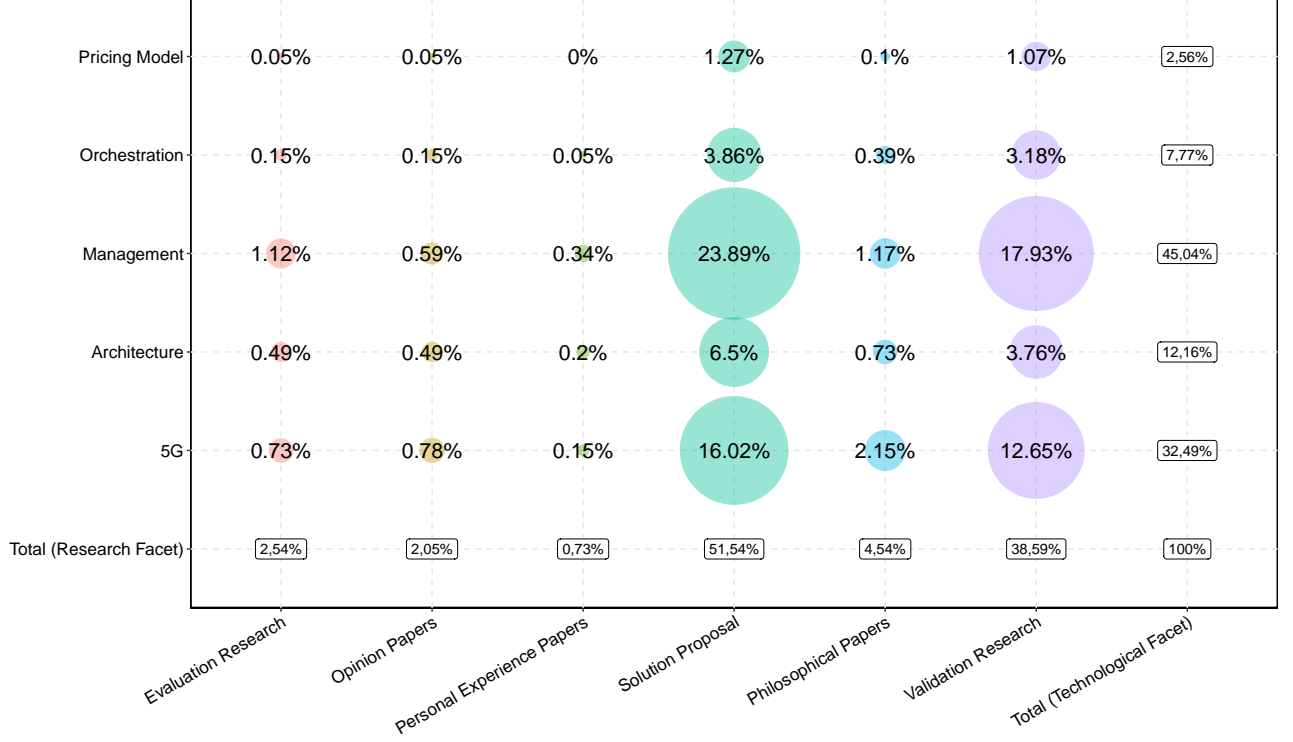 Pricing Model 0.05% 0.05% 0% 1.27% 0.1% 1.07% 2,56%
Orchestration 0.15% 0.15% 0.05% 3.86% 0.39% 3.18% 7,77%
Management 1.12% 0.59% 0.34% 23.89% 1.17% 17.93% 45,04%
Architecture 0.49% 0.49% 0.2% 6.5% 0.73% 3.76% 12,16%
5G 0.73% 0.78% 0.15% 16.02% 2.15% 12.65% 32,49%
Total (Research Facet) 2,54% 2,05% 0,73% 51,54% 4,54% 38,59% 100%
Evaluation Research
Opinion Papers
Personal Experience Papers
Solution Proposal
Philosophical Papers
Validation Research
Total (Technological Facet)